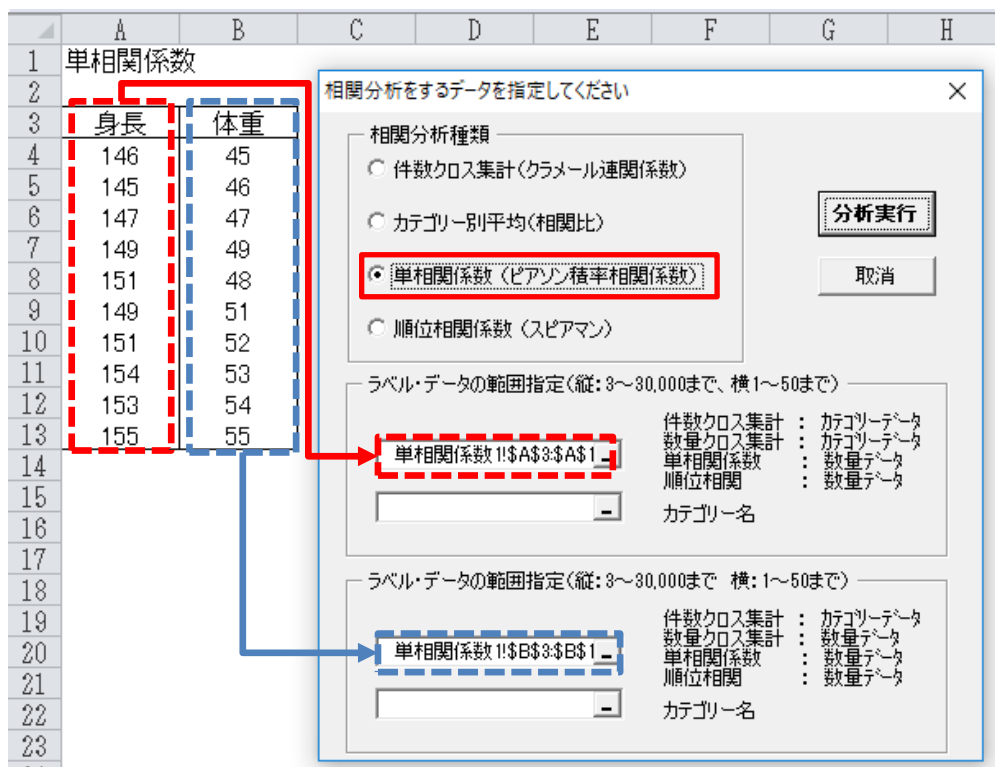 A B C D E F G H
1 単相関係数
2
3 身長 体重
4 146 45
5 145 46
6 147 47
7 149 49
8 151 48
9 149 51
10 151 52
11 154 53
12 153 54
13 155 55
14
15
16
17
18
19
20
21
22
23
相関分析をするデータを指定してください
相関分析種類
件数クロス集計(クラメール連関係数)
カテゴリー別平均(相関比)
単相関係数（ピアソン積率相関係数）
順位相関係数（スピアマン）
分析実行
取消
ラベル・データの範囲指定(縦：3～30,000まで、横1～50まで)
単相関係数1!$A$3:$A$1
件数クロス集計 ： カテゴリーデータ
数量クロス集計 ： カテゴリーデータ
単相関係数 ： 数量データ
順位相関 ： 数量データ
カテゴリー名
ラベル・データの範囲指定(縦：3～30,000まで 横：1～50まで)
単相関係数1!$B$3:$B$1
件数クロス集計 ： カテゴリーデータ
数量クロス集計 ： 数量データ
単相関係数 ： 数量データ
順位相関 ： 数量データ
カテゴリー名